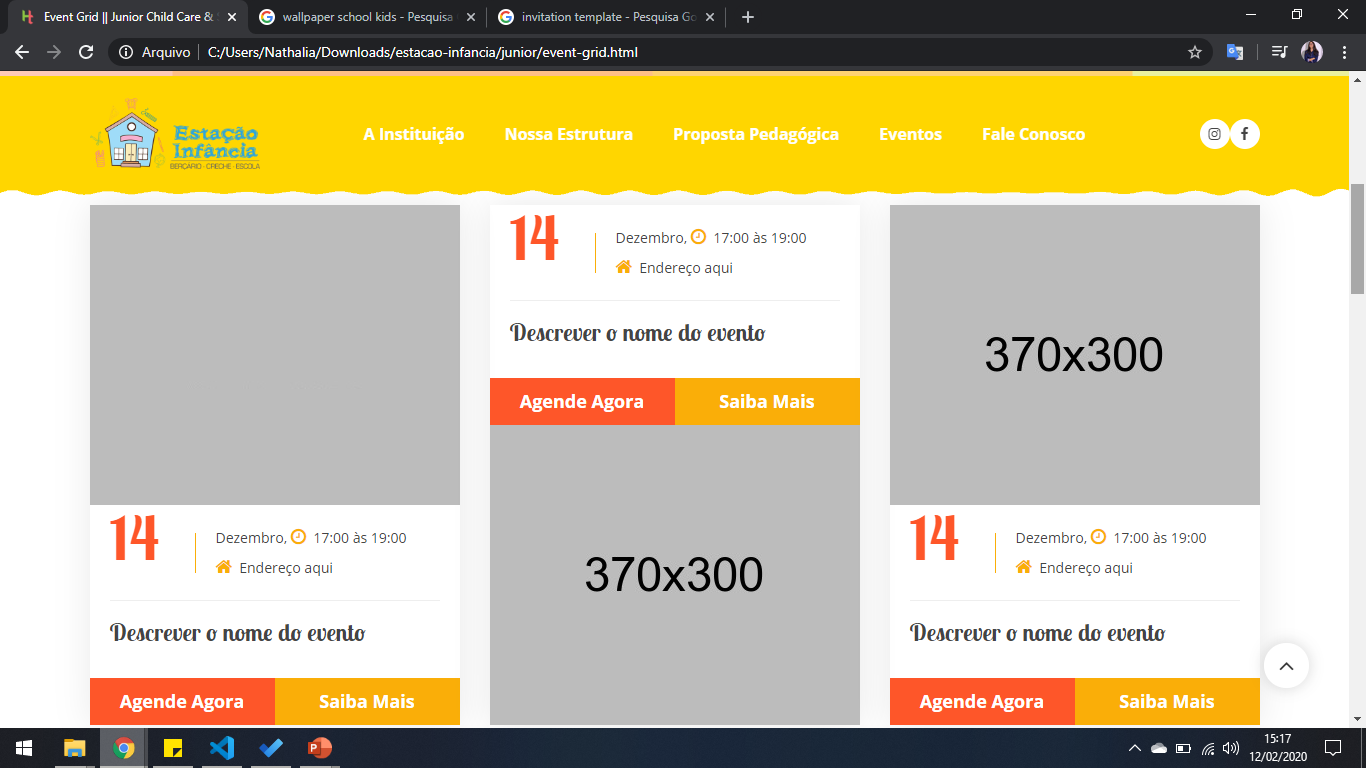 Event Grid || Junior Child Care &
wallpaper school kids - Pesquisa
invitation template - Pesquisa Go
Arquivo
C:/Users/Nathalia/Downloads/estacao-infancia/junior/event-grid.html
Estação
Infância
BERÇÁRIO - CRECHE - ESCOLA
A Instituição
Nossa Estrutura
Proposta Pedagógica
Eventos
Fale Conosco
14
Dezembro, 17:00 às 19:00
Endereço aqui
Descrever o nome do evento
Agende Agora
Saiba Mais
14
Dezembro, 17:00 às 19:00
Endereço aqui
Descrever o nome do evento
Agende Agora
Saiba Mais
370x300
370x300
14
Dezembro, 17:00 às 19:00
Endereço aqui
Descrever o nome do evento
Agende Agora
Saiba Mais
15:17
12/02/2020